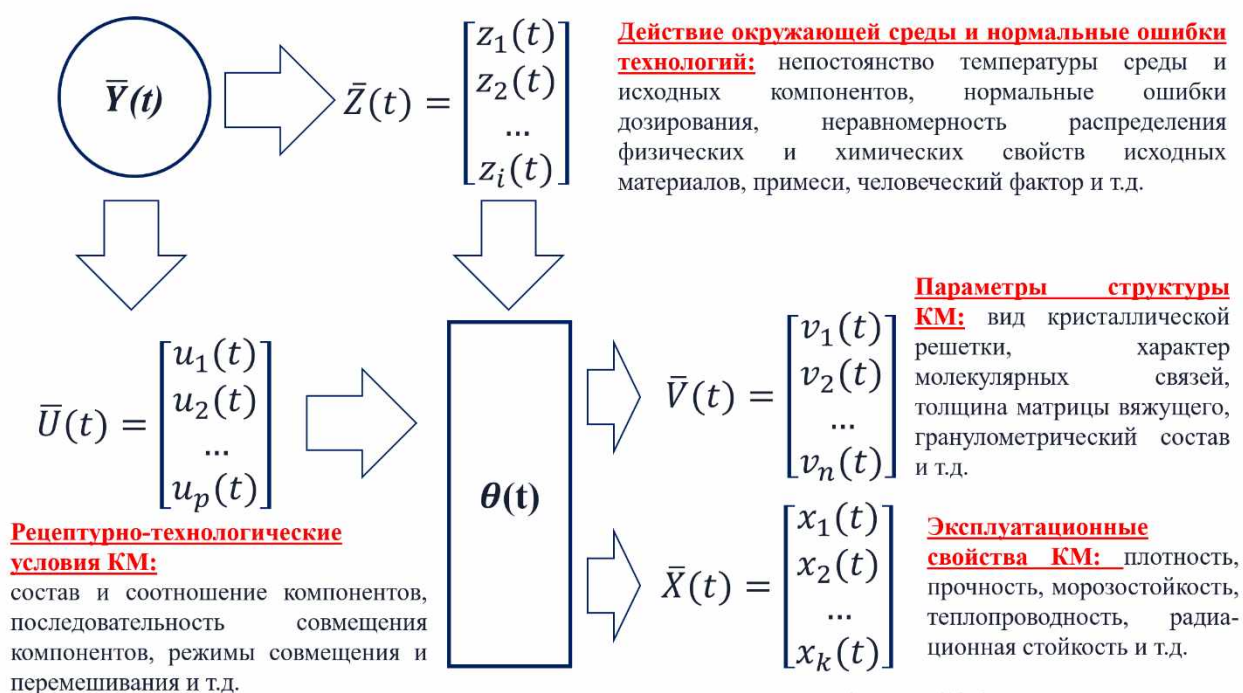 Ȳ(t)
Z̄(t) = [z₁(t)
z₂(t)
...
zᵢ(t)]
Действие окружающей среды и нормальные ошибки
технологий: непостоянство температуры среды и
исходных компонентов, нормальные ошибки
дозирования, неравномерность распределения
физических и химических свойств исходных
материалов, примеси, человеческий фактор и т.д.
Ū(t) = [u₁(t)
u₂(t)
...
uₚ(t)]
Рецептурно-технологические
условия КМ:
состав и соотношение компонентов,
последовательность совмещения
компонентов, режимы совмещения и
перемешивания и т.д.
θ(t)
V̄(t) = [v₁(t)
v₂(t)
...
vₙ(t)]
Параметры структуры
КМ: вид кристаллической
решетки, характер
молекулярных связей,
толщина матрицы вяжущего,
гранулометрический состав
и т.д.
X̄(t) = [x₁(t)
x₂(t)
...
xₖ(t)]
Эксплуатационные
свойства КМ: плотность,
прочность, морозостойкость,
теплопроводность, радиа-
ционная стойкость и т.д.